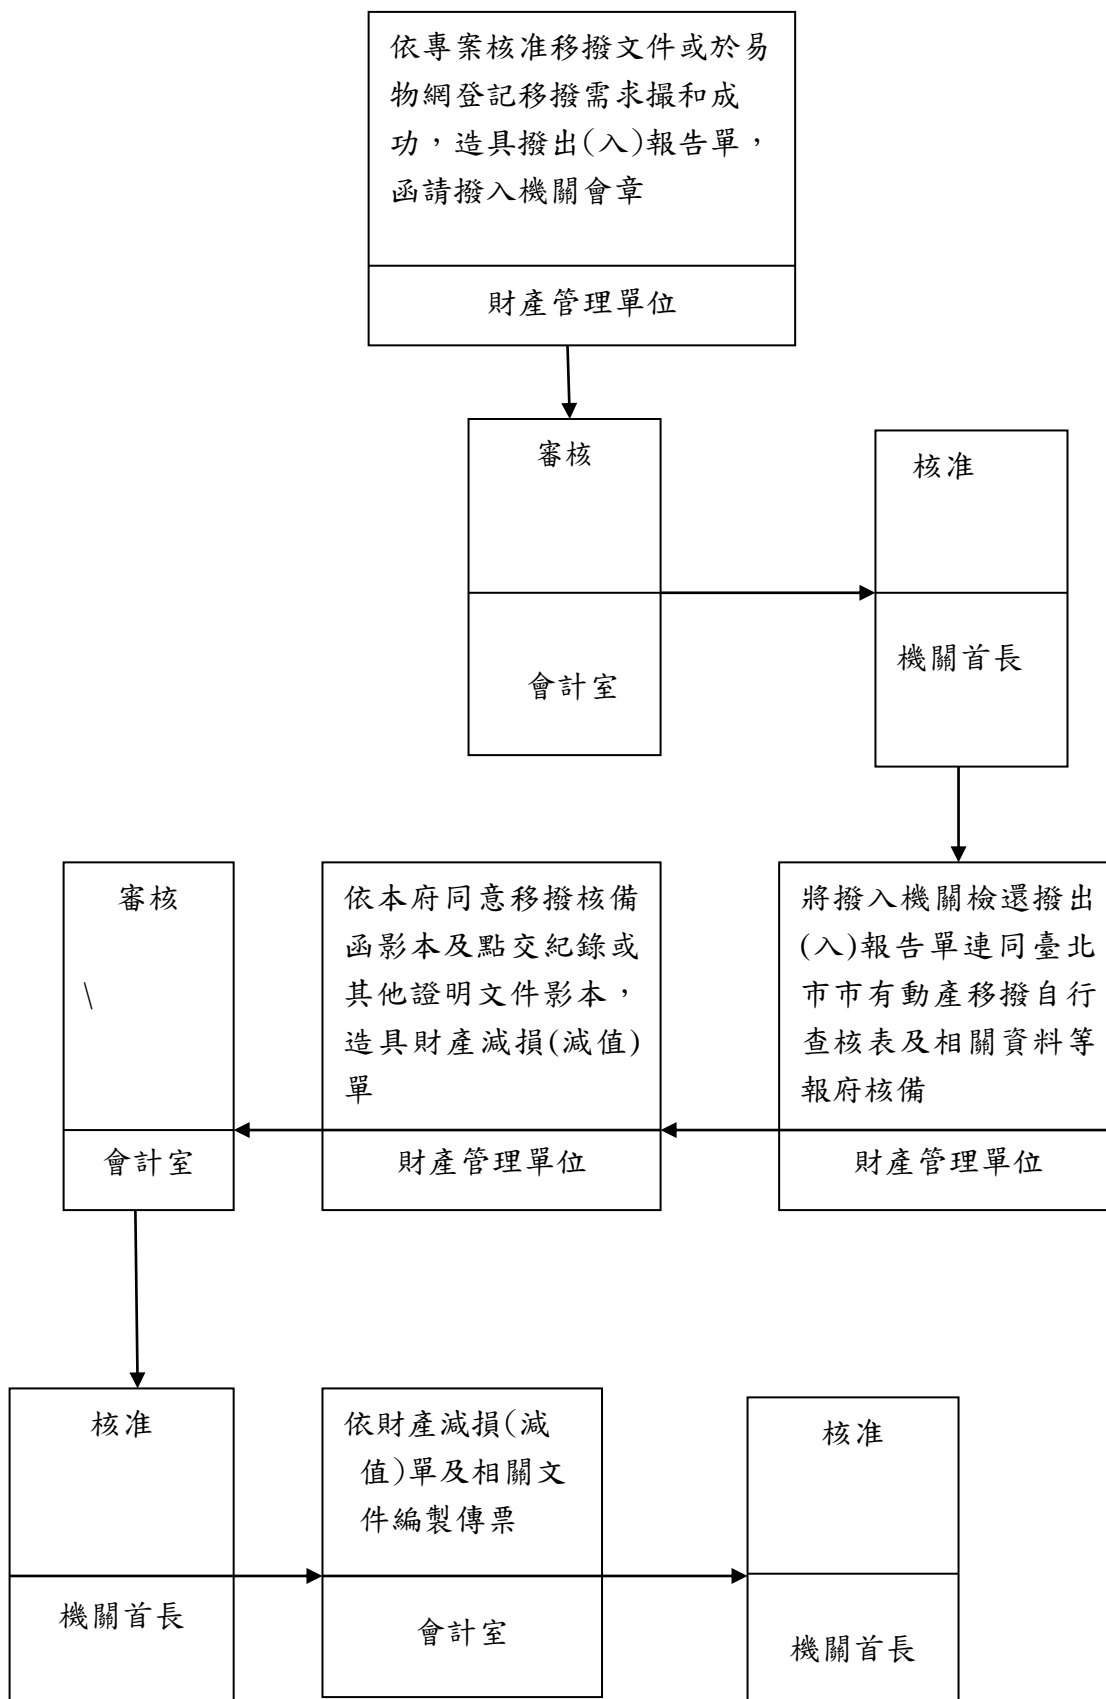 依專案核准移撥文件或於易
物網登記移撥需求撮和成
功，造具撥出(入)報告單，
函請撥入機關會章
財產管理單位
審核
會計室
核准
機關首長
將撥入機關檢還撥出
(入)報告單連同臺北
市市有動產移撥自行
查核表及相關資料等
報府核備
財產管理單位
依本府同意移撥核備
函影本及點交紀錄或
其他證明文件影本，
造具財產減損(減值)
單
財產管理單位
審核
\
會計室
核准
機關首長
依財產減損(減
值)單及相關文
件編製傳票
會計室
核准
機關首長